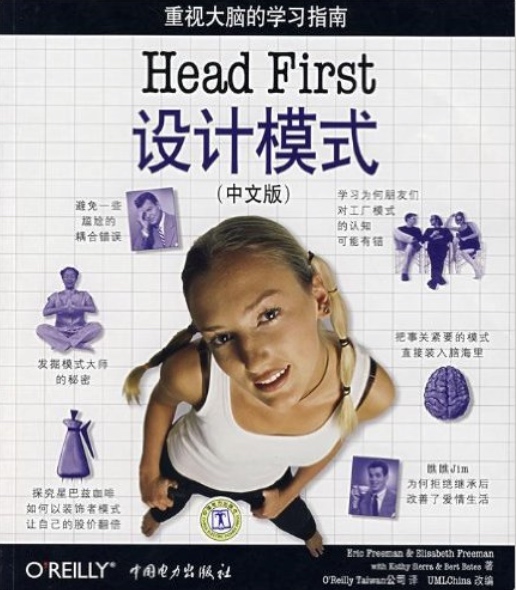 重视大脑的学习指南
Head First
设计模式
(中文版)
避免一些
尴尬的
耦合错误
学习为何朋友们
对工厂模式
的认知
可能有错
发掘模式大师
的秘密
把事关紧要的模式
直接装入脑海里
探究星巴兹咖啡
如何以装饰者模式
让自己的股价翻倍
瞧瞧Jim
为何拒绝继承后
改善了爱情生活
O'REILLY®
中国电力出版社
Eric Freeman & Elisabeth Freeman
with Kathy Sierra & Bert Bates 著
O'Reilly Taiwan公司 译 UMLChina 改编